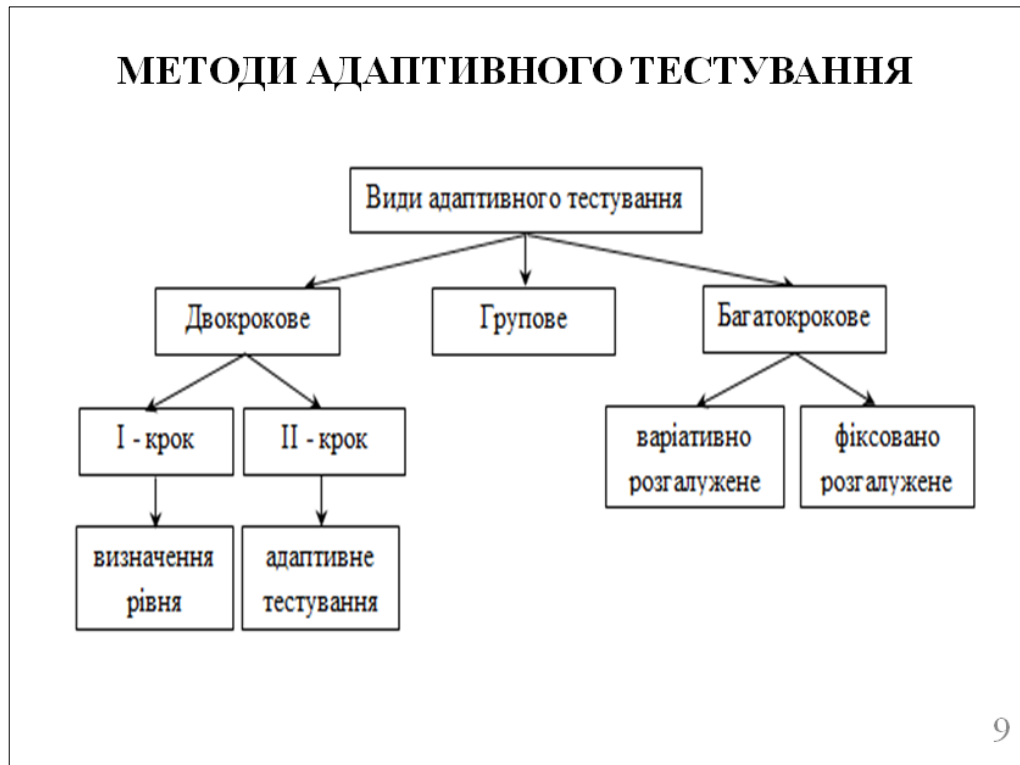 МЕТОДИ АДАПТИВНОГО ТЕСТУВАННЯ
Види адаптивного тестування
Двокрокове
Групове
Багатокрокове
І - крок
ІІ - крок
варіативно
розгалужене
фіксовано
розгалужене
визначення
рівня
адаптивне
тестування
9